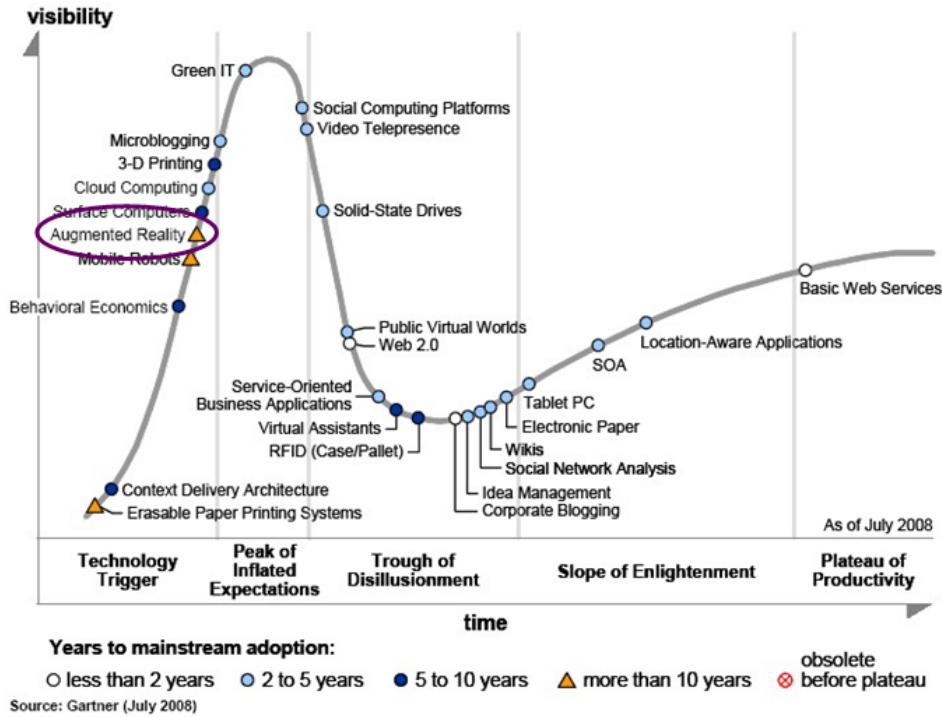 visibility
Green IT
Social Computing Platforms
Video Telepresence
Microblogging
3-D Printing
Cloud Computing
Surface Computers
Solid-State Drives
Augmented Reality
Mobile Robots
Basic Web Services
Behavioral Economics
Public Virtual Worlds
Web 2.0
Location-Aware Applications
SOA
Service-Oriented
Business Applications
Tablet PC
Virtual Assistants
Electronic Paper
RFID (Case/Pallet)
Wikis
Social Network Analysis
Context Delivery Architecture
Idea Management
Erasable Paper Printing Systems
Corporate Blogging
As of July 2008
Technology
Trigger
Peak of
Inflated
Expectations
Trough of
Disillusionment
Slope of Enlightenment
Plateau of
Productivity
time
Years to mainstream adoption:
less than 2 years
2 to 5 years
5 to 10 years
more than 10 years
obsolete
before plateau
Source: Gartner (July 2008)